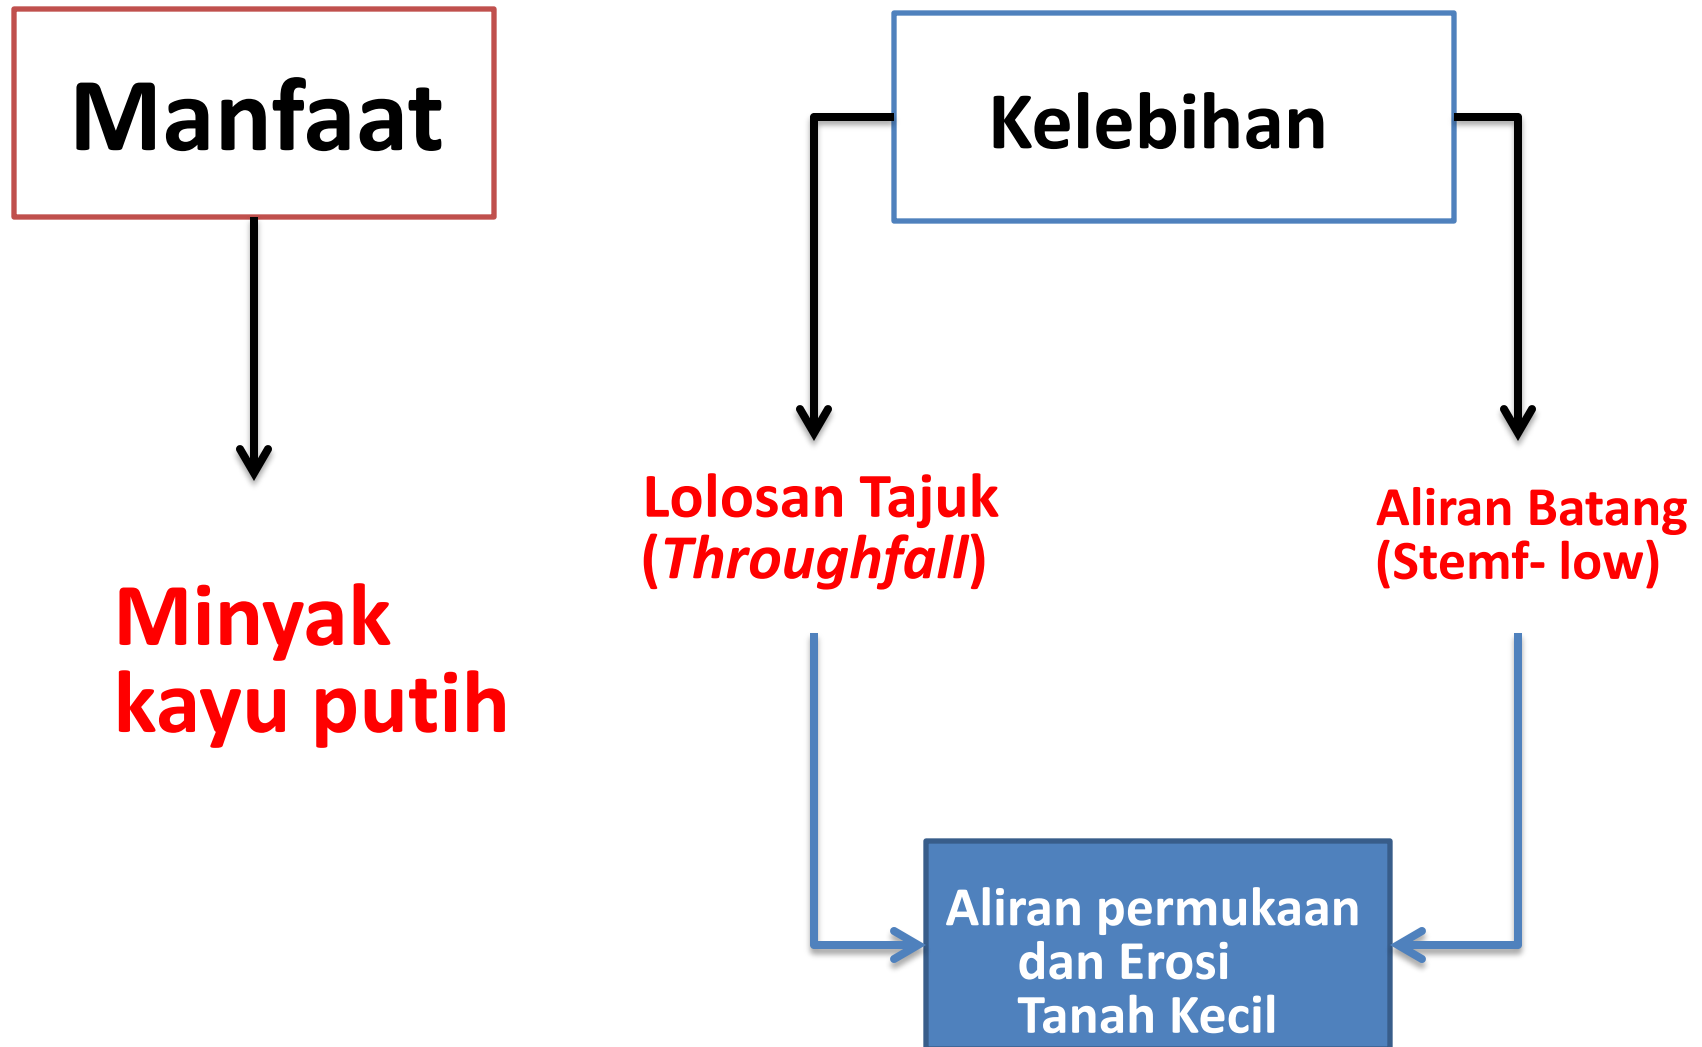 Manfaat
Kelebihan
Lolosan Tajuk
(Throughfall)
Aliran Batang
(Stemf- low)
Minyak
kayu putih
Aliran permukaan
dan Erosi
Tanah Kecil